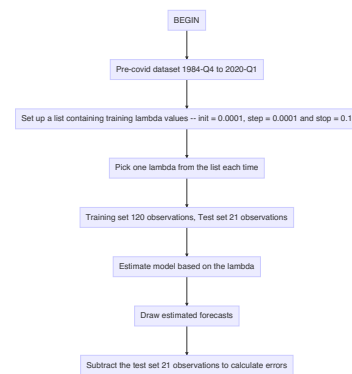 BEGIN
Pre-covid dataset 1984-Q4 to 2020-Q1
Set up a list containing training lambda values -- init = 0.0001, step = 0.0001 and stop = 0.1
Pick one lambda from the list each time
Training set 120 observations, Test set 21 observations
Estimate model based on the lambda
Draw estimated forecasts
Subtract the test set 21 observations to calculate errors